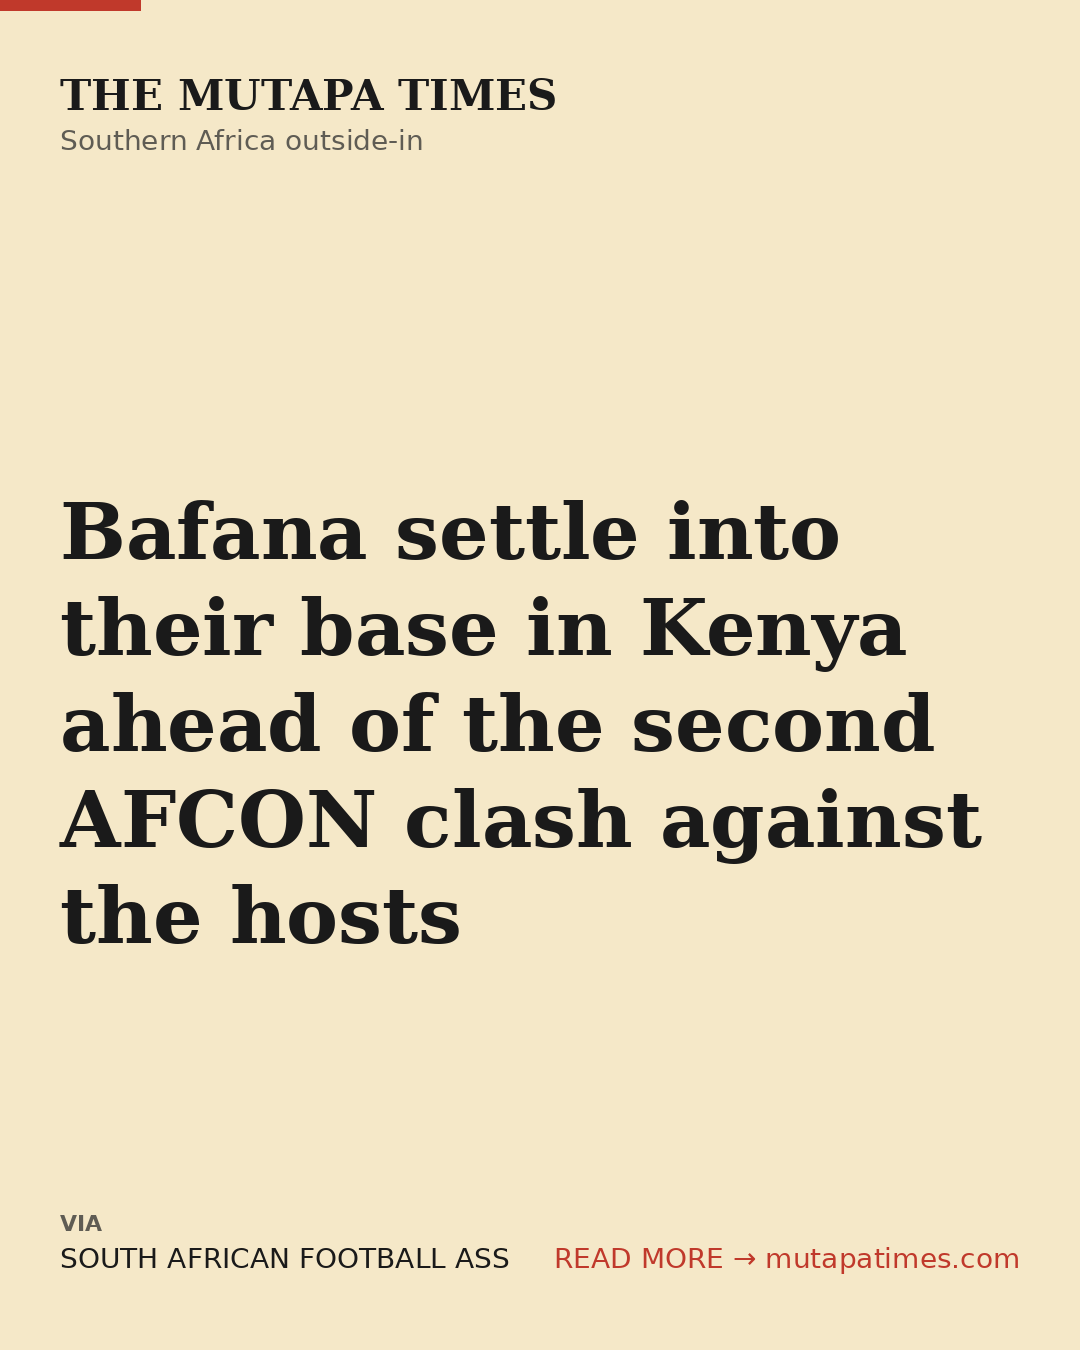 THE MUTAPA TIMES
Southern Africa outside-in
Bafana settle into
their base in Kenya
ahead of the second
AFCON clash against
the hosts
VIA
SOUTH AFRICAN FOOTBALL ASS
READ MORE → mutapatimes.com